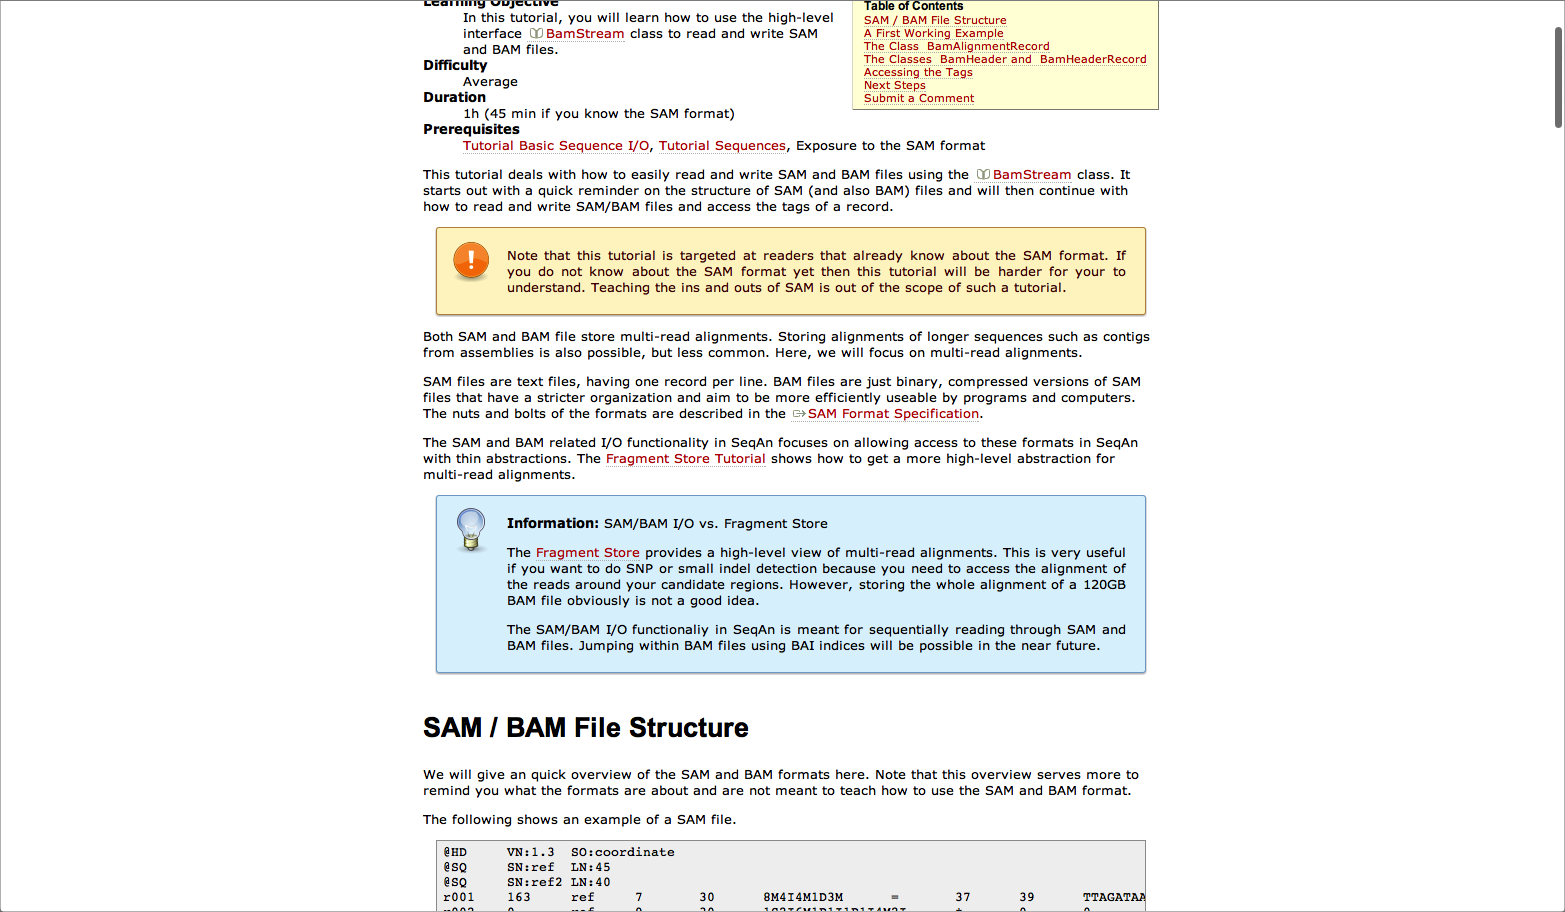 Learning Objective
In this tutorial, you will learn how to use the high-level
interface BamStream class to read and write SAM
and BAM files.
Difficulty
Average
Duration
1h (45 min if you know the SAM format)
Prerequisites
Tutorial Basic Sequence I/O, Tutorial Sequences, Exposure to the SAM format
Table of Contents
SAM / BAM File Structure
A First Working Example
The Class BamAlignmentRecord
The Classes BamHeader and BamHeaderRecord
Accessing the Tags
Next Steps
Submit a Comment
This tutorial deals with how to easily read and write SAM and BAM files using the BamStream class. It
starts out with a quick reminder on the structure of SAM (and also BAM) files and will then continue with
how to read and write SAM/BAM files and access the tags of a record.
Note that this tutorial is targeted at readers that already know about the SAM format. If
you do not know about the SAM format yet then this tutorial will be harder for your to
understand. Teaching the ins and outs of SAM is out of the scope of such a tutorial.
Both SAM and BAM file store multi-read alignments. Storing alignments of longer sequences such as contigs
from assemblies is also possible, but less common. Here, we will focus on multi-read alignments.
SAM files are text files, having one record per line. BAM files are just binary, compressed versions of SAM
files that have a stricter organization and aim to be more efficiently useable by programs and computers.
The nuts and bolts of the formats are described in the SAM Format Specification.
The SAM and BAM related I/O functionality in SeqAn focuses on allowing access to these formats in SeqAn
with thin abstractions. The Fragment Store Tutorial shows how to get a more high-level abstraction for
multi-read alignments.
Information: SAM/BAM I/O vs. Fragment Store
The Fragment Store provides a high-level view of multi-read alignments. This is very useful
if you want to do SNP or small indel detection because you need to access the alignment of
the reads around your candidate regions. However, storing the whole alignment of a 120GB
BAM file obviously is not a good idea.
The SAM/BAM I/O functionaliy in SeqAn is meant for sequentially reading through SAM and
BAM files. Jumping within BAM files using BAI indices will be possible in the near future.
SAM / BAM File Structure
We will give an quick overview of the SAM and BAM formats here. Note that this overview serves more to
remind you what the formats are about and are not meant to teach how to use the SAM and BAM format.
The following shows an example of a SAM file.
@HD VN:1.3 SO:coordinate
@SQ SN:ref LN:45
@SQ SN:ref2 LN:40
r001 163 ref 7 30 8M4I4M1D3M = 37 39 TTAGATAA